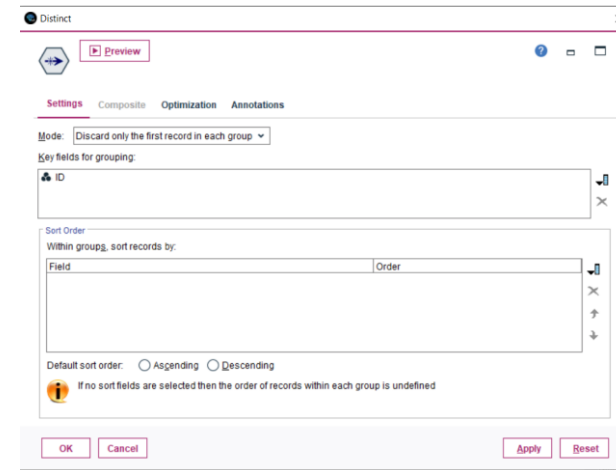 Distinct
Preview
Settings Composite Optimization Annotations
Mode: Discard only the first record in each group
Key fields for grouping:
ID
Sort Order
Within groups, sort records by:
Field Order
Default sort order: Ascending Descending
If no sort fields are selected then the order of records within each group is undefined
OK Cancel Apply Reset